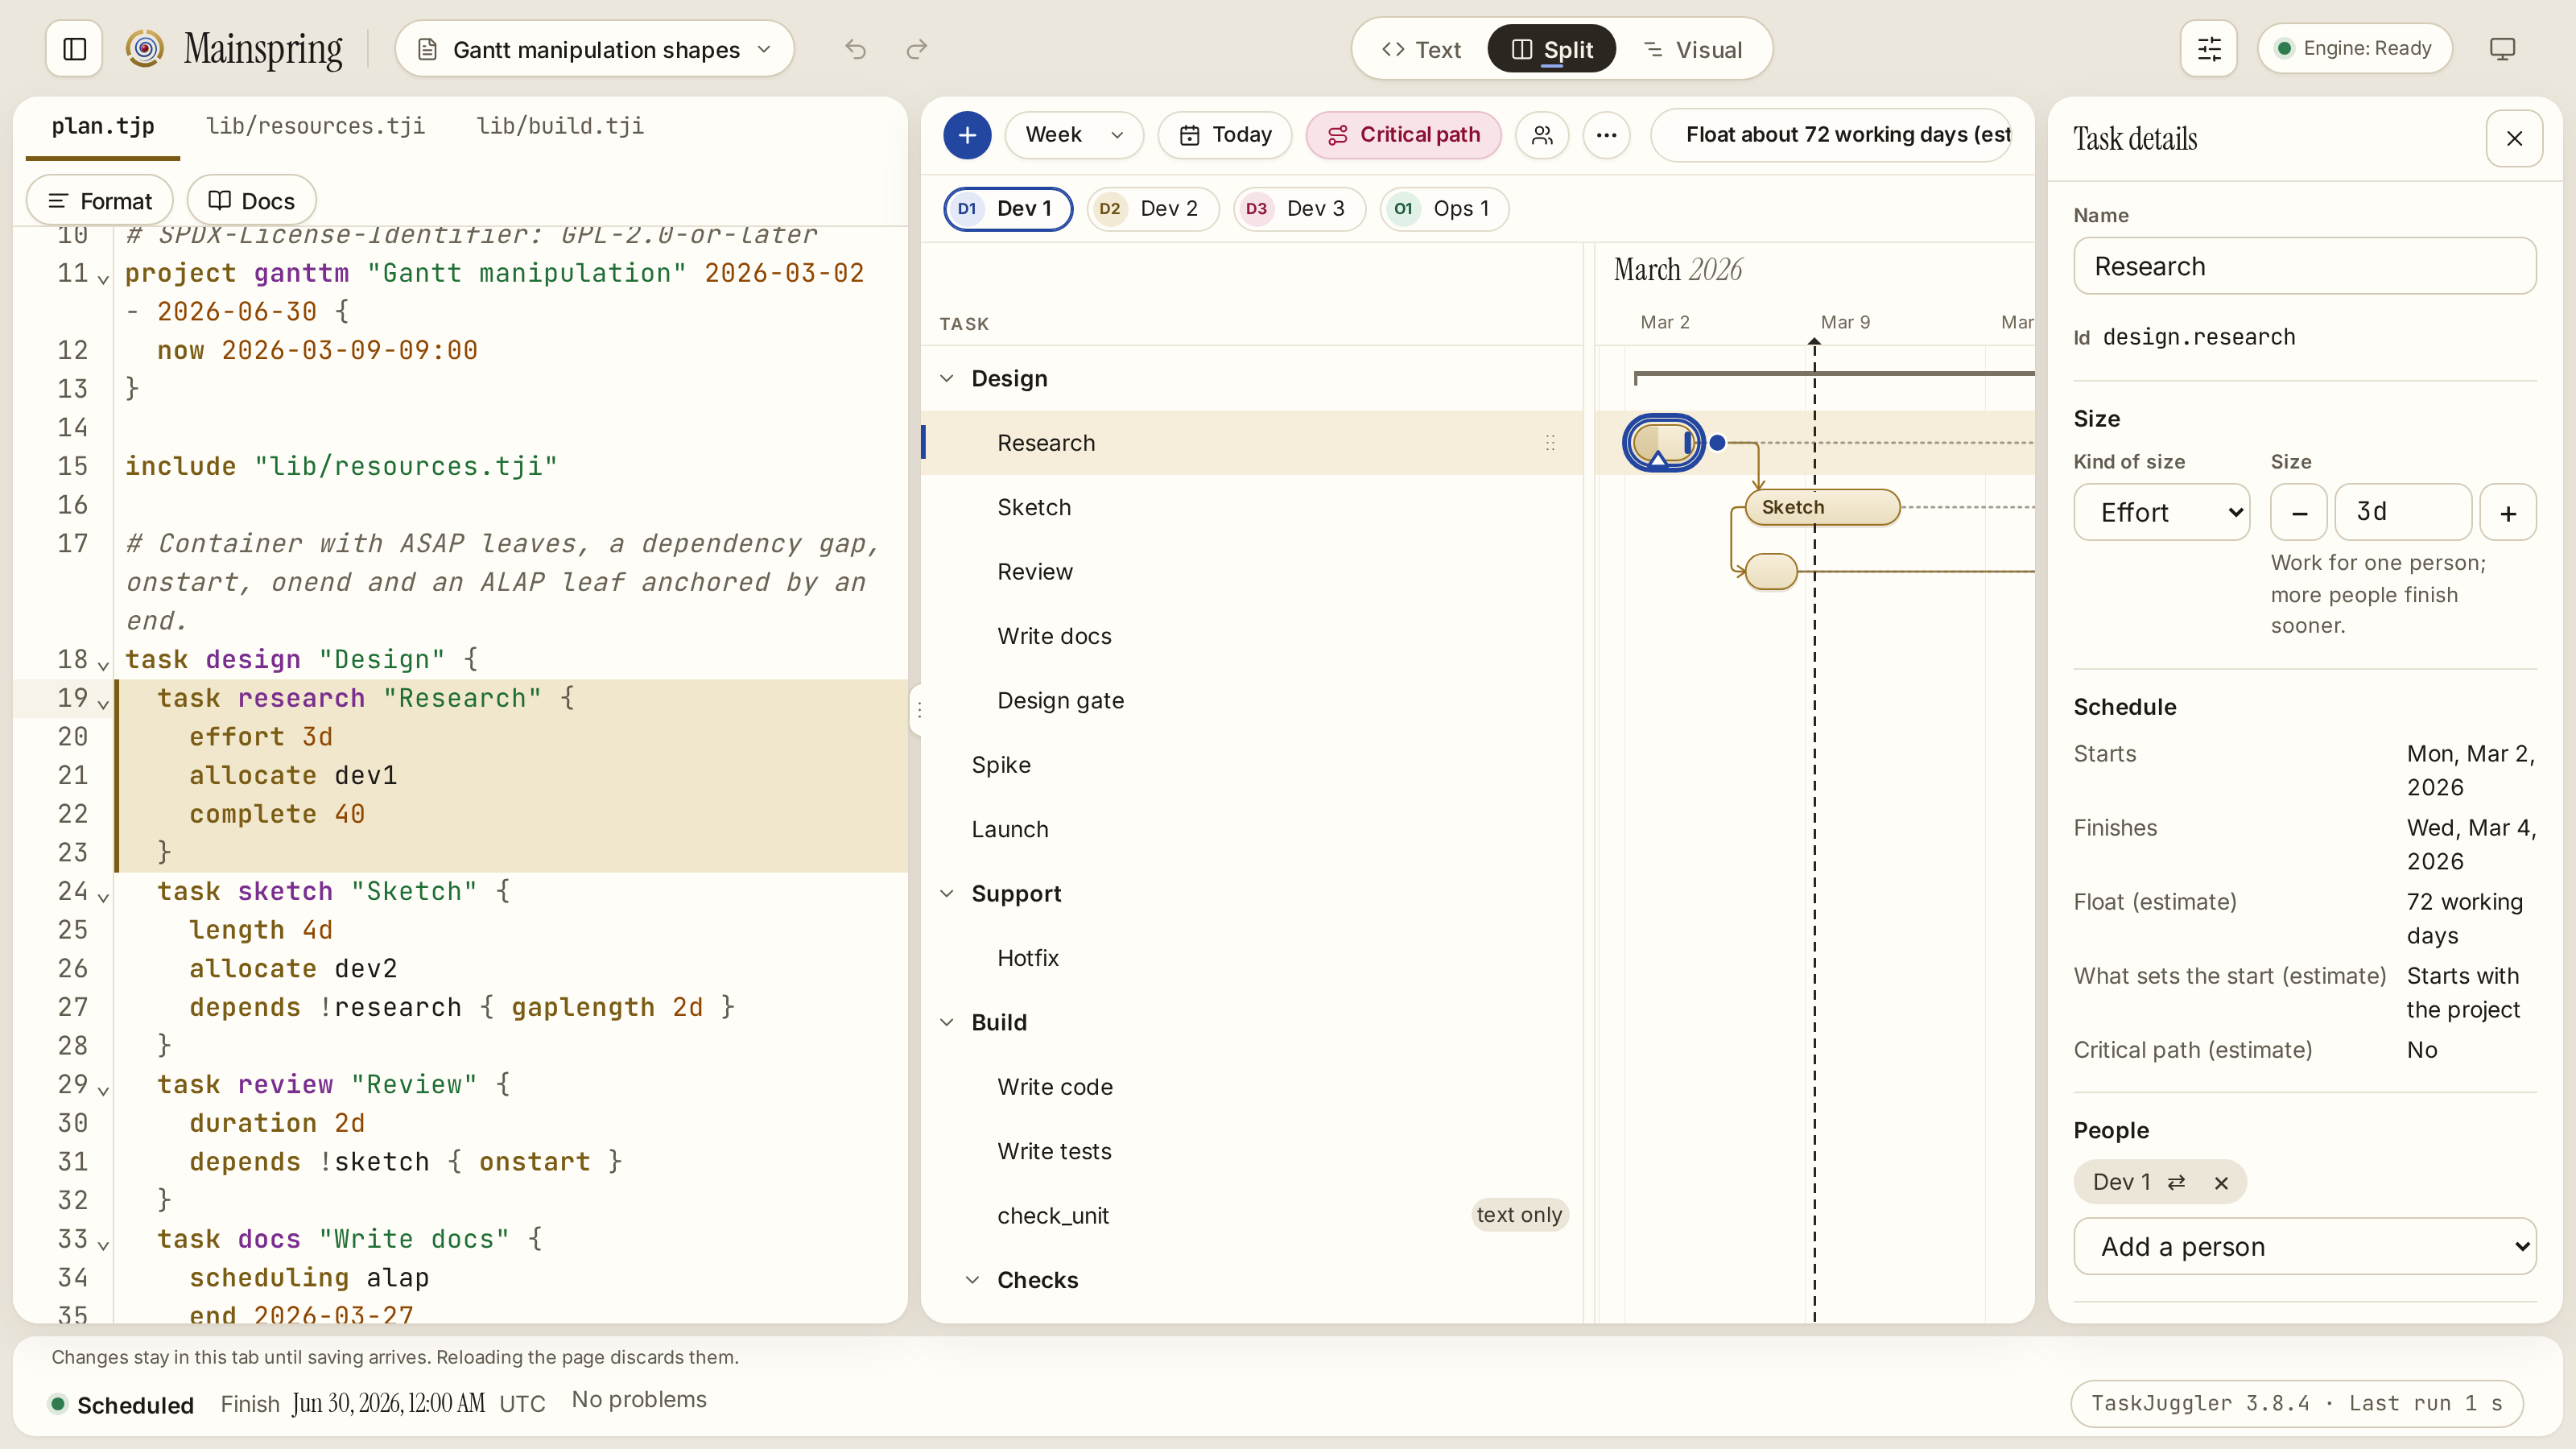 Mainspring
Gantt manipulation shapes
Text
Split
Visual
Engine: Ready
plan.tjp
lib/resources.tji
lib/build.tji
Format
Docs
10 # SPDX-License-Identifier: GPL-2.0-or-later
11 project ganttm "Gantt manipulation" 2026-03-02
- 2026-06-30 {
12 now 2026-03-09-09:00
13 }
14
15 include "lib/resources.tji"
16
17 # Container with ASAP leaves, a dependency gap,
onstart, onend and an ALAP leaf anchored by an
end.
18 task design "Design" {
19 task research "Research" {
20 effort 3d
21 allocate dev1
22 complete 40
23 }
24 task sketch "Sketch" {
25 length 4d
26 allocate dev2
27 depends !research { gaplength 2d }
28 }
29 task review "Review" {
30 duration 2d
31 depends !sketch { onstart }
32 }
33 task docs "Write docs" {
34 scheduling alap
35 end 2026-03-27
Week
Today
Critical path
Float about 72 working days (est
D1 Dev 1
D2 Dev 2
D3 Dev 3
O1 Ops 1
March 2026
TASK
Mar 2
Mar 9
Mar
Design
Research
Sketch
Sketch
Review
Write docs
Design gate
Spike
Launch
Support
Hotfix
Build
Write code
Write tests
check_unit
text only
Checks
Task details
Name
Research
Id design.research
Size
Kind of size
Size
Effort
3d
Work for one person;
more people finish
sooner.
Schedule
Starts
Mon, Mar 2,
2026
Finishes
Wed, Mar 4,
2026
Float (estimate)
72 working
days
What sets the start (estimate)
Starts with
the project
Critical path (estimate)
No
People
Dev 1
Add a person
Changes stay in this tab until saving arrives. Reloading the page discards them.
Scheduled
Finish Jun 30, 2026, 12:00 AM UTC
No problems
TaskJuggler 3.8.4 · Last run 1 s